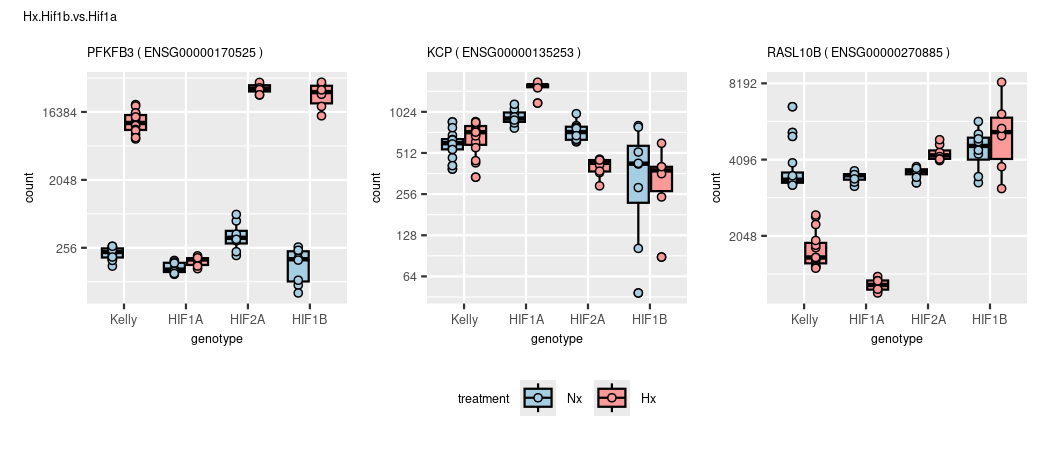 Hx.Hif1b.vs.Hif1a
PFKFB3 ( ENSG00000170525 )
KCP ( ENSG00000135253 )
RASL10B ( ENSG00000270885 )
count
16384
2048
256
Kelly HIF1A HIF2A HIF1B
genotype
count
1024
512
256
128
64
Kelly HIF1A HIF2A HIF1B
genotype
count
8192
4096
2048
Kelly HIF1A HIF2A HIF1B
genotype
treatment Nx Hx